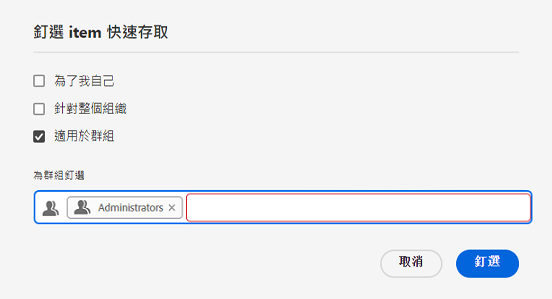 釘選 item 快速存取
為了我自己
針對整個組織
適用於群組
為群組釘選
Administrators ×
取消
釘選